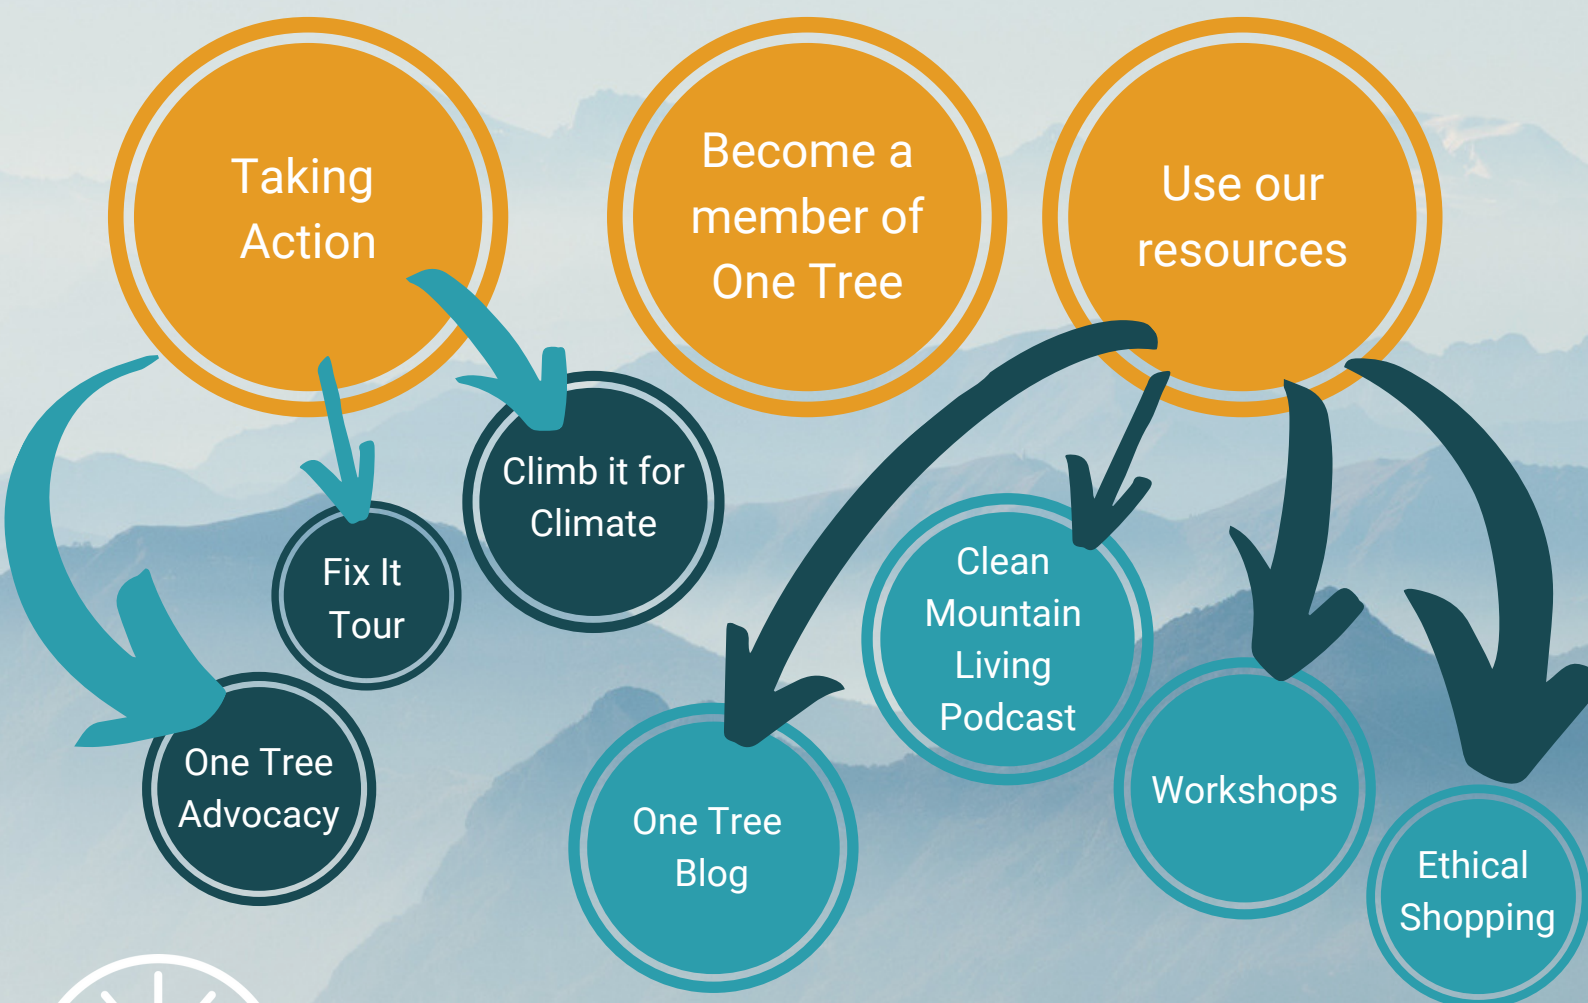 Taking
Action
Become a
member of
One Tree
Use our
resources
Climb it for
Climate
Fix It
Tour
One Tree
Advocacy
Clean
Mountain
Living
Podcast
One Tree
Blog
Workshops
Ethical
Shopping